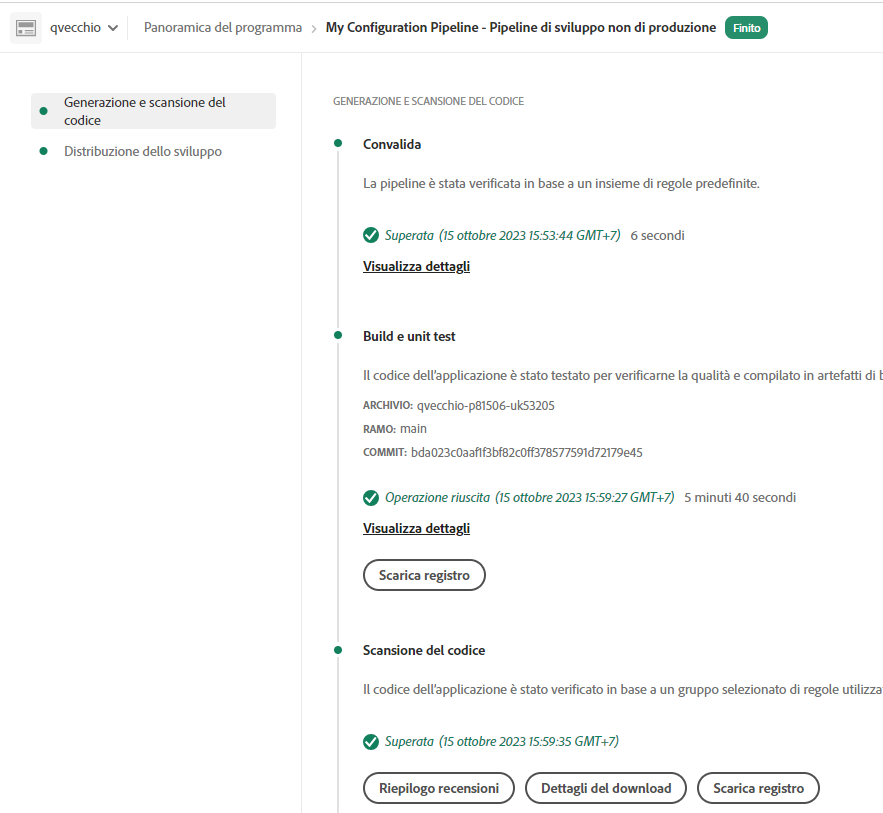 qvecchio
Panoramica del programma
My Configuration Pipeline - Pipeline di sviluppo non di produzione
Finito
Generazione e scansione del
codice
Distribuzione dello sviluppo
GENERAZIONE E SCANSIONE DEL CODICE
Convalida
La pipeline è stata verificata in base a un insieme di regole predefinite.
Superata (15 ottobre 2023 15:53:44 GMT+7) 6 secondi
Visualizza dettagli
Build e unit test
Il codice dell'applicazione è stato testato per verificarne la qualità e compilato in artefatti di
ARCHIVIO: qvecchio-p81506-uk53205
RAMO: main
COMMIT: bda023c0aaf1f3bf82c0ff378577591d72179e45
Operazione riuscita (15 ottobre 2023 15:59:27 GMT+7) 5 minuti 40 secondi
Visualizza dettagli
Scarica registro
Scansione del codice
Il codice dell'applicazione è stato verificato in base a un gruppo selezionato di regole utilizza
Superata (15 ottobre 2023 15:59:35 GMT+7)
Riepilogo recensioni
Dettagli del download
Scarica registro